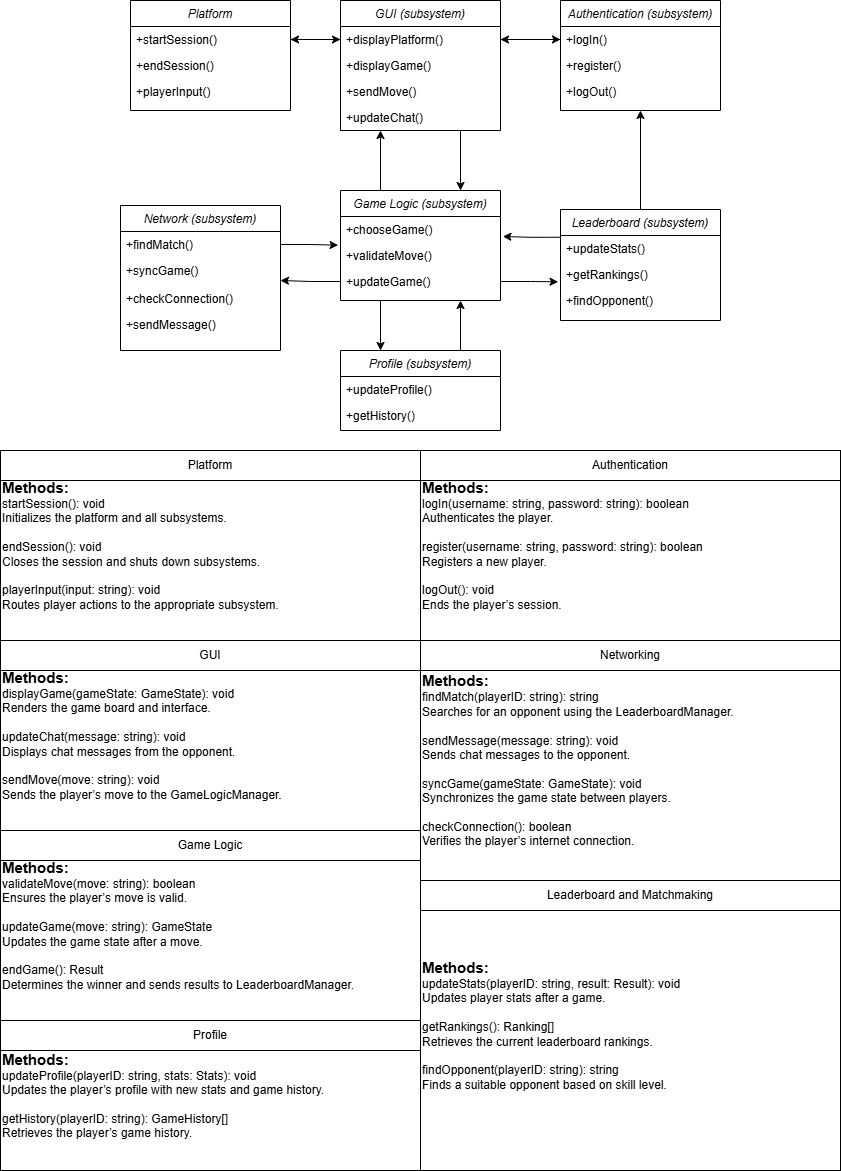 Platform
+startSession()
+endSession()
+playerInput()
GUI (subsystem)
+displayPlatform()
+displayGame()
+sendMove()
+updateChat()
Authentication (subsystem)
+logIn()
+register()
+logOut()
Network (subsystem)
+findMatch()
+syncGame()
+checkConnection()
+sendMessage()
Game Logic (subsystem)
+chooseGame()
+validateMove()
+updateGame()
Leaderboard (subsystem)
+updateStats()
+getRankings()
+findOpponent()
Profile (subsystem)
+updateProfile()
+getHistory()
Platform
Methods:
startSession(): void
Initializes the platform and all subsystems.
endSession(): void
Closes the session and shuts down subsystems.
playerInput(input: string): void
Routes player actions to the appropriate subsystem.
Authentication
Methods:
logIn(username: string, password: string): boolean
Authenticates the player.
register(username: string, password: string): boolean
Registers a new player.
logOut(): void
Ends the player’s session.
GUI
Methods:
displayGame(gameState: GameState): void
Renders the game board and interface.
updateChat(message: string): void
Displays chat messages from the opponent.
sendMove(move: string): void
Sends the player’s move to the GameLogicManager.
Networking
Methods:
findMatch(playerID: string): string
Searches for an opponent using the LeaderboardManager.
sendMessage(message: string): void
Sends chat messages to the opponent.
syncGame(gameState: GameState): void
Synchronizes the game state between players.
checkConnection(): boolean
Verifies the player’s internet connection.
Game Logic
Methods:
validateMove(move: string): boolean
Ensures the player’s move is valid.
updateGame(move: string): GameState
Updates the game state after a move.
endGame(): Result
Determines the winner and sends results to LeaderboardManager.
Leaderboard and Matchmaking
Methods:
updateStats(playerID: string, result: Result): void
Updates player stats after a game.
getRankings(): Ranking[]
Retrieves the current leaderboard rankings.
findOpponent(playerID: string): string
Finds a suitable opponent based on skill level.
Profile
Methods:
updateProfile(playerID: string, stats: Stats): void
Updates the player’s profile with new stats and game history.
getHistory(playerID: string): GameHistory[]
Retrieves the player’s game history.